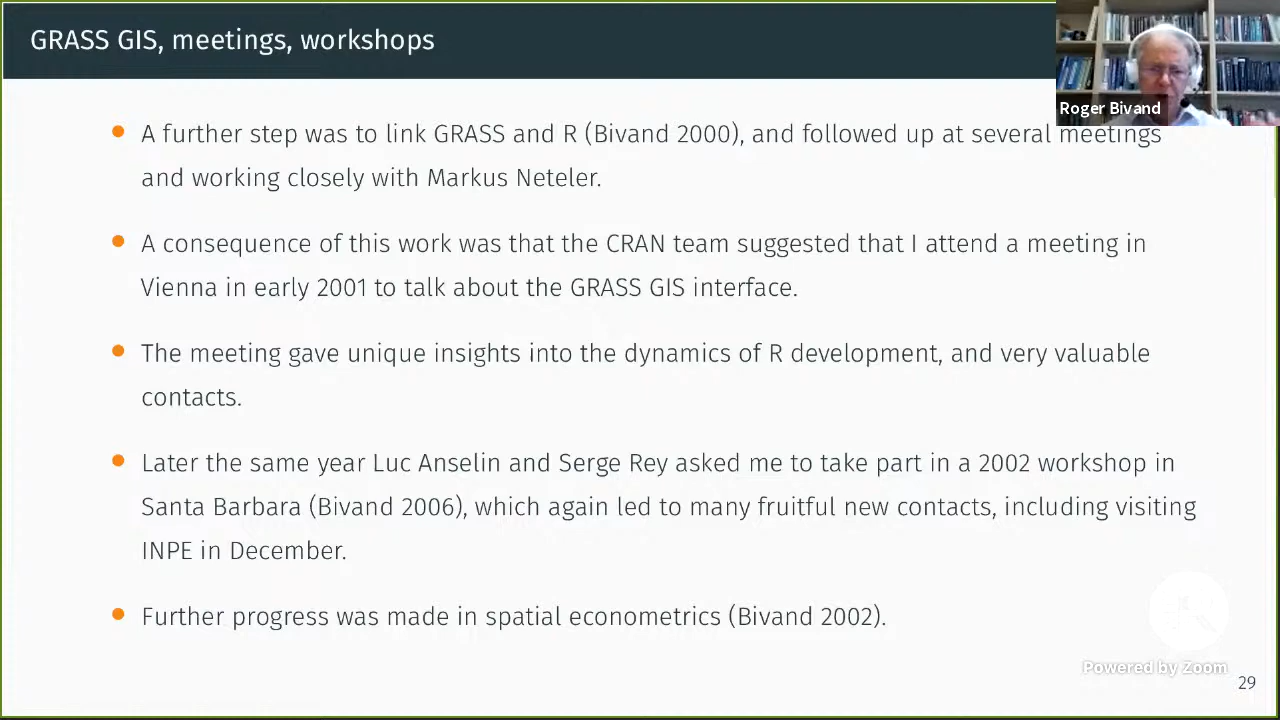 GRASS GIS, meetings, workshops
Roger Bivand
A further step was to link GRASS and R (Bivand 2000), and followed up at several meetings
and working closely with Markus Neteler.
A consequence of this work was that the CRAN team suggested that I attend a meeting in
Vienna in early 2001 to talk about the GRASS GIS interface.
The meeting gave unique insights into the dynamics of R development, and very valuable
contacts.
Later the same year Luc Anselin and Serge Rey asked me to take part in a 2002 workshop in
Santa Barbara (Bivand 2006), which again led to many fruitful new contacts, including visiting
INPE in December.
Further progress was made in spatial econometrics (Bivand 2002).
Powered by Zoom
29